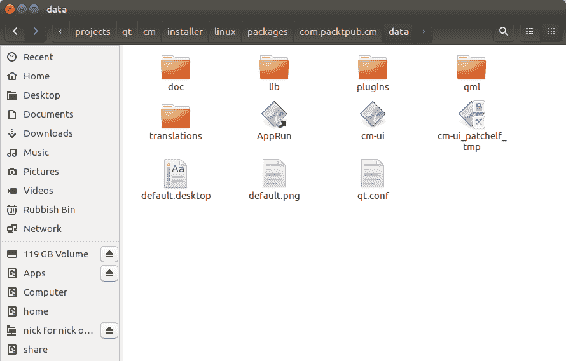 data
projects qt cm installer linux packages com.packtpub.cm data
Recent
Home
Desktop
Documents
Downloads
Music
Pictures
Videos
Rubbish Bin
Network
119 GB Volume
Apps
Computer
home
nick for nick o...
share
doc lib plugins qml
translations AppRun cm-ui cm-ui_patchelf_
tmp
default.desktop default.png qt.conf